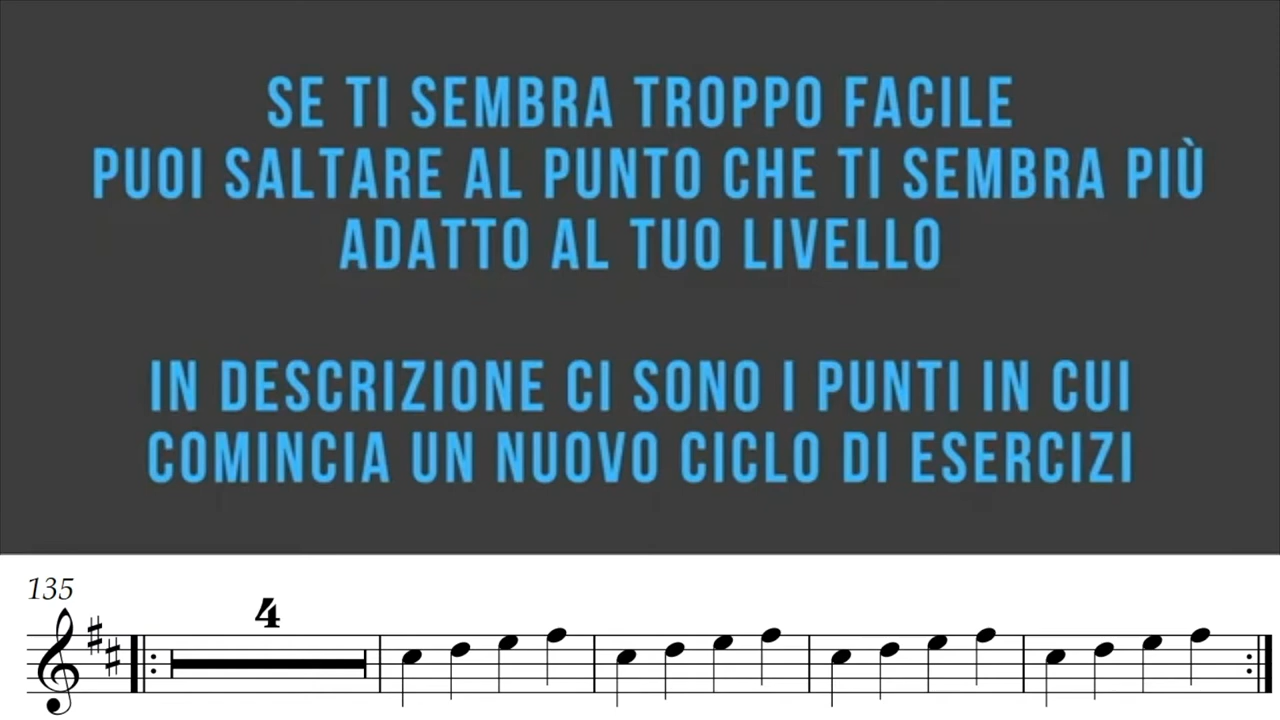 SE TI SEMBRA TROPPO FACILE
PUOI SALTARE AL PUNTO CHE TI SEMBRA PIÙ
ADATTO AL TUO LIVELLO
IN DESCRIZIONE CI SONO I PUNTI IN CUI
COMINCIA UN NUOVO CICLO DI ESERCIZI
135
4